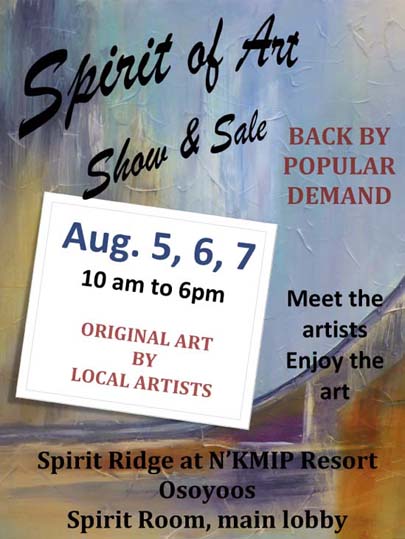 Spirit of Art
Show & Sale
BACK BY
POPULAR
DEMAND
Aug. 5, 6, 7
10 am to 6pm
ORIGINAL ART
BY
LOCAL ARTISTS
Meet the
artists
Enjoy the
art
Spirit Ridge at N'KMIP Resort
Osoyoos
Spirit Room, main lobby